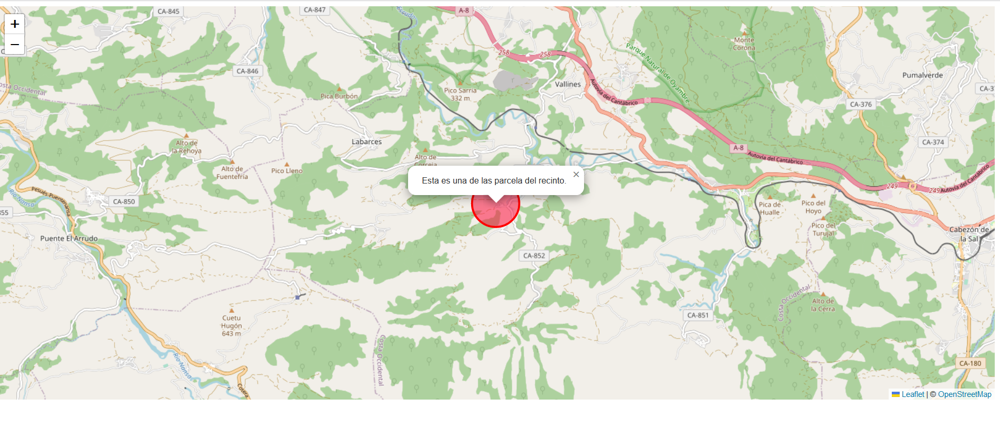 CA-845
CA-847
A-8
Monte
Corona
+
−
258
258
CA-846
Parque Natural de Oyambre
Pumalverde
Costa Occidental
Pica Burbón
Pico Sarria
332 m
Vallines
Autovía del Cantábrico
CA-376
Alto de
la Rehoya
Labarces
CA-374
A-8
Autovía del Cantábrico
Alto de
Pico Lleno
Alto de
Fuentefría
Esta es una de las parcela del recinto.
×
249
249
Autovía del Cantábrico
Río Nansa
Pesués-Puentenansa
CA-850
Pica de
Hualle
Pico del
Hoyo
Pico del
Turujal
Cabezón de
la Sal
Puente El Arrudo
CA-852
Costa Occidental
Alto de
la Cerra
CA-851
Cuetu
Hugón
643 m
Costa Occidental
Río Nansa
Cotera
CA-180
Leaflet | © OpenStreetMap